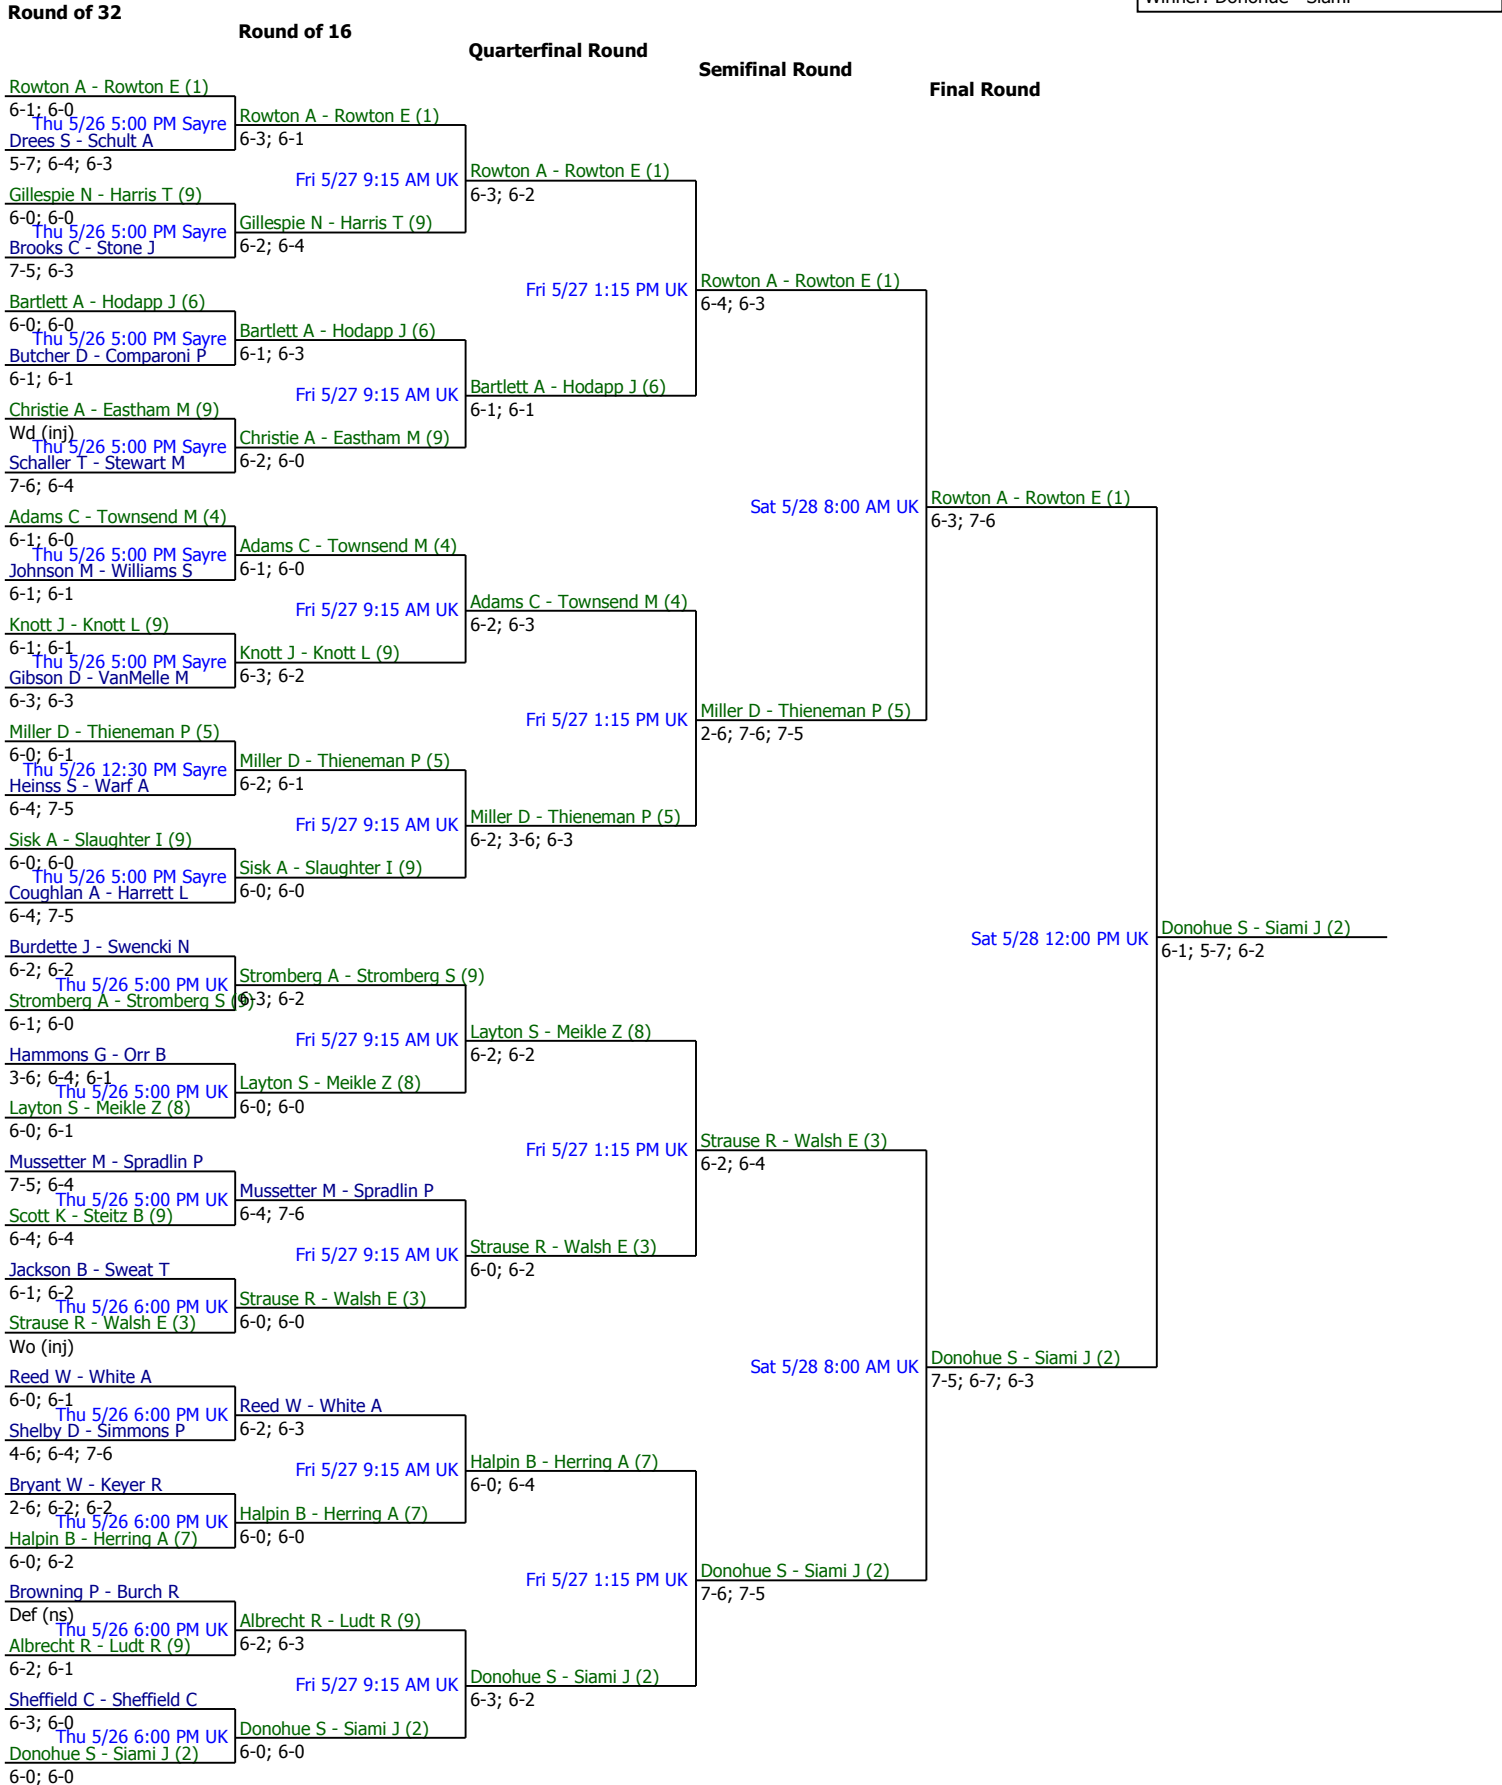 Winner: Donohue - Siami
Round of 32
Round of 16
Quarterfinal Round
Semifinal Round
Final Round
Rowton A - Rowton E (1)
6-1; 6-0
Thu 5/26 5:00 PM Sayre
Drees S - Schult A
5-7; 6-4; 6-3
Gillespie N - Harris T (9)
6-0; 6-0
Thu 5/26 5:00 PM Sayre
Brooks C - Stone J
7-5; 6-3
Bartlett A - Hodapp J (6)
6-0; 6-0
Thu 5/26 5:00 PM Sayre
Butcher D - Comparoni P
6-1; 6-1
Christie A - Eastham M (9)
Wd (inj)
Thu 5/26 5:00 PM Sayre
Schaller T - Stewart M
7-6; 6-4
Adams C - Townsend M (4)
6-1; 6-0
Thu 5/26 5:00 PM Sayre
Johnson M - Williams S
6-1; 6-1
Knott J - Knott L (9)
6-1; 6-1
Thu 5/26 5:00 PM Sayre
Gibson D - VanMelle M
6-3; 6-3
Miller D - Thieneman P (5)
6-0; 6-1
Thu 5/26 12:30 PM Sayre
Heinss S - Warf A
6-4; 7-5
Sisk A - Slaughter I (9)
6-0; 6-0
Thu 5/26 5:00 PM Sayre
Coughlan A - Harrett L
6-4; 7-5
Burdette J - Swencki N
6-2; 6-2
Thu 5/26 5:00 PM UK
Stromberg A - Stromberg S (9)
6-1; 6-0
Hammons G - Orr B
3-6; 6-4; 6-1
Thu 5/26 5:00 PM UK
Layton S - Meikle Z (8)
6-0; 6-1
Mussetter M - Spradlin P
7-5; 6-4
Thu 5/26 5:00 PM UK
Scott K - Steitz B (9)
6-4; 6-4
Jackson B - Sweat T
6-1; 6-2
Thu 5/26 6:00 PM UK
Strause R - Walsh E (3)
Wo (inj)
Reed W - White A
6-0; 6-1
Thu 5/26 6:00 PM UK
Shelby D - Simmons P
4-6; 6-4; 7-6
Bryant W - Keyer R
2-6; 6-2; 6-2
Thu 5/26 6:00 PM UK
Halpin B - Herring A (7)
6-0; 6-2
Browning P - Burch R
Def (ns)
Thu 5/26 6:00 PM UK
Albrecht R - Ludt R (9)
6-2; 6-1
Sheffield C - Sheffield C
6-3; 6-0
Thu 5/26 6:00 PM UK
Donohue S - Siami J (2)
6-0; 6-0
Rowton A - Rowton E (1)
6-3; 6-1
Fri 5/27 9:15 AM UK
Gillespie N - Harris T (9)
6-2; 6-4
Bartlett A - Hodapp J (6)
6-1; 6-3
Fri 5/27 9:15 AM UK
Christie A - Eastham M (9)
6-2; 6-0
Adams C - Townsend M (4)
6-1; 6-0
Fri 5/27 9:15 AM UK
Knott J - Knott L (9)
6-3; 6-2
Miller D - Thieneman P (5)
6-2; 6-1
Fri 5/27 9:15 AM UK
Sisk A - Slaughter I (9)
6-0; 6-0
Stromberg A - Stromberg S (9)
6-3; 6-2
Fri 5/27 9:15 AM UK
Layton S - Meikle Z (8)
6-0; 6-0
Mussetter M - Spradlin P
6-4; 7-6
Fri 5/27 9:15 AM UK
Strause R - Walsh E (3)
6-0; 6-0
Reed W - White A
6-2; 6-3
Fri 5/27 9:15 AM UK
Halpin B - Herring A (7)
6-0; 6-0
Albrecht R - Ludt R (9)
6-2; 6-3
Fri 5/27 9:15 AM UK
Donohue S - Siami J (2)
6-0; 6-0
Rowton A - Rowton E (1)
6-3; 6-2
Fri 5/27 1:15 PM UK
Bartlett A - Hodapp J (6)
6-1; 6-1
Adams C - Townsend M (4)
6-2; 6-3
Fri 5/27 1:15 PM UK
Miller D - Thieneman P (5)
6-2; 3-6; 6-3
Layton S - Meikle Z (8)
6-2; 6-2
Fri 5/27 1:15 PM UK
Strause R - Walsh E (3)
6-0; 6-2
Halpin B - Herring A (7)
6-0; 6-4
Fri 5/27 1:15 PM UK
Donohue S - Siami J (2)
6-3; 6-2
Rowton A - Rowton E (1)
6-4; 6-3
Sat 5/28 8:00 AM UK
Miller D - Thieneman P (5)
2-6; 7-6; 7-5
Strause R - Walsh E (3)
6-2; 6-4
Sat 5/28 8:00 AM UK
Donohue S - Siami J (2)
7-6; 7-5
Rowton A - Rowton E (1)
6-3; 7-6
Sat 5/28 12:00 PM UK
Donohue S - Siami J (2)
7-5; 6-7; 6-3
Donohue S - Siami J (2)
6-1; 5-7; 6-2